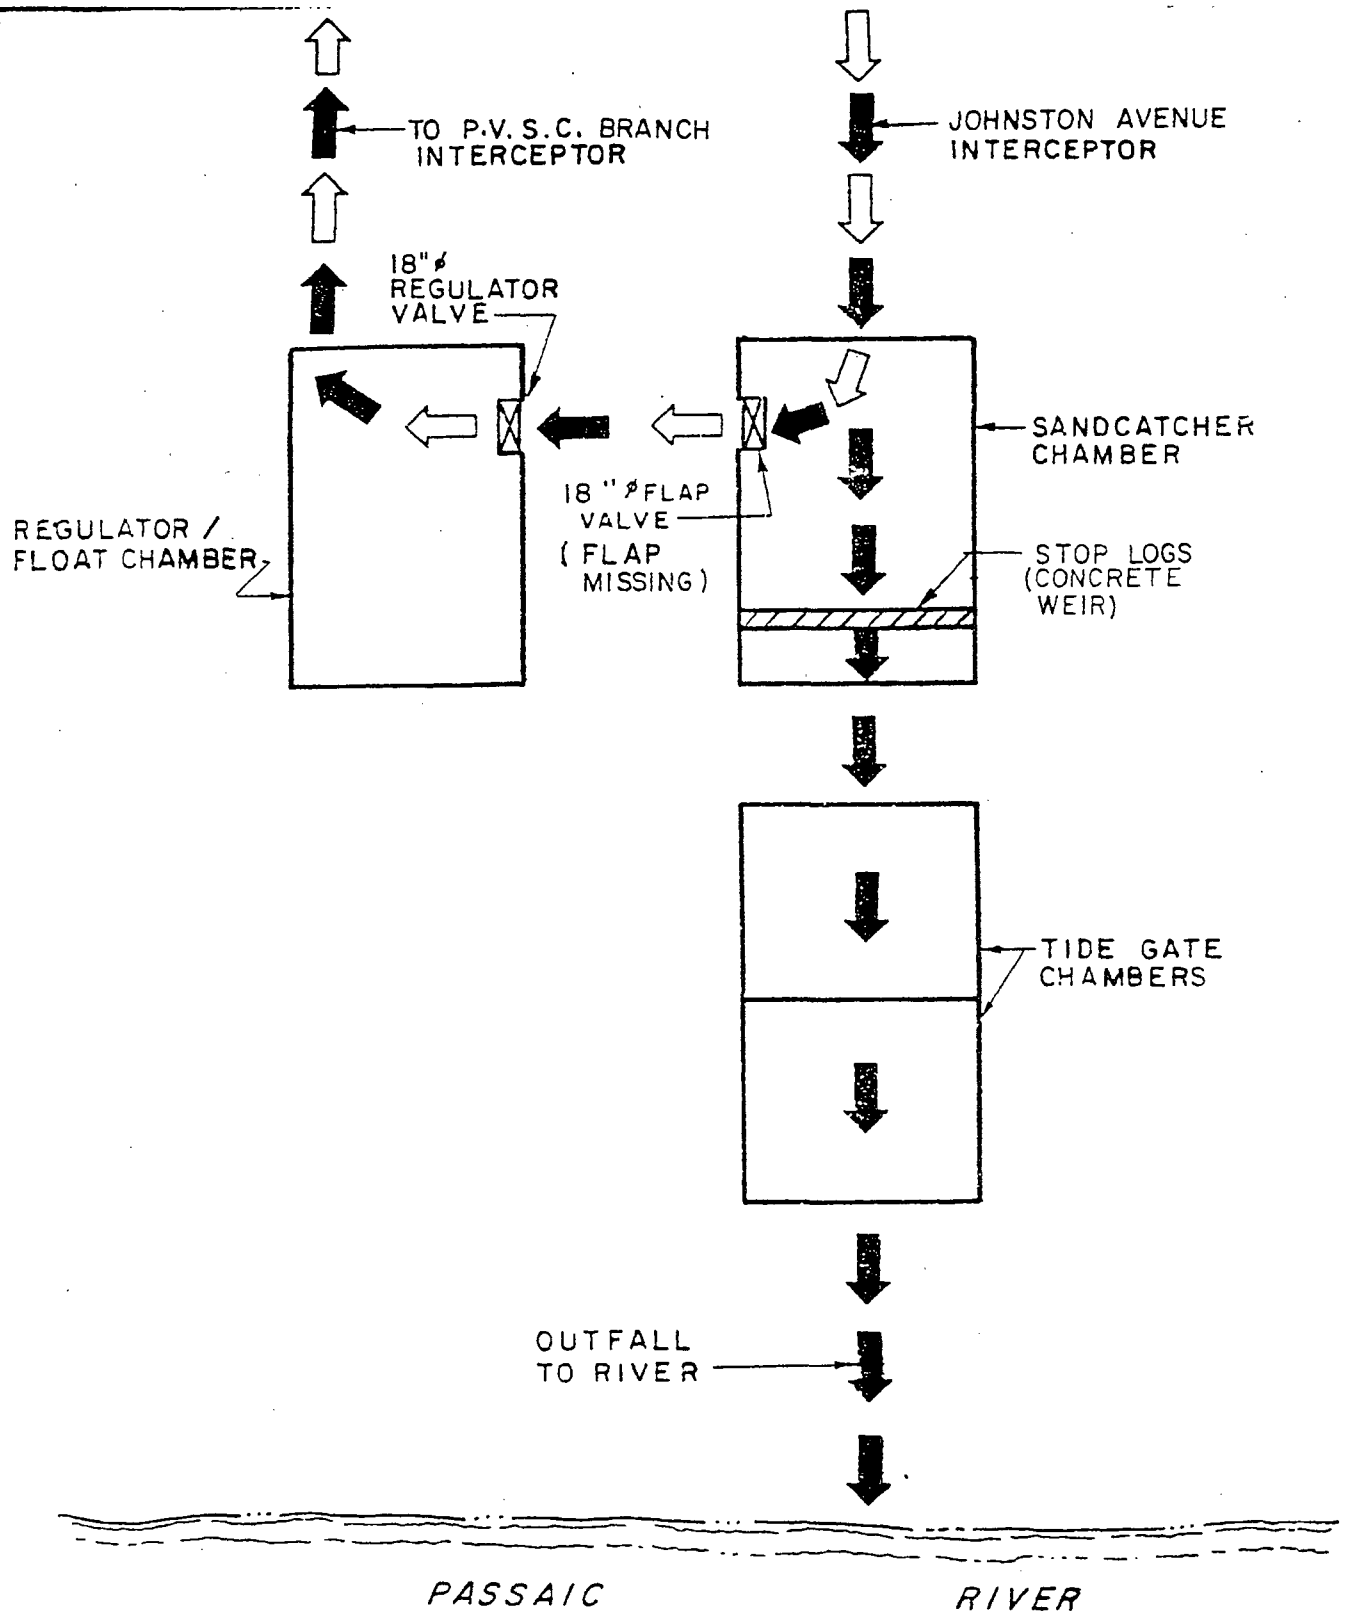 TO P.V.S.C. BRANCH
INTERCEPTOR
JOHNSTON AVENUE
INTERCEPTOR
18"ø
REGULATOR
VALVE
SANDCATCHER
CHAMBER
18"ø FLAP
VALVE
(FLAP
MISSING)
REGULATOR /
FLOAT CHAMBER
STOP LOGS
(CONCRETE
WEIR)
TIDE GATE
CHAMBERS
OUTFALL
TO RIVER
PASSAIC RIVER